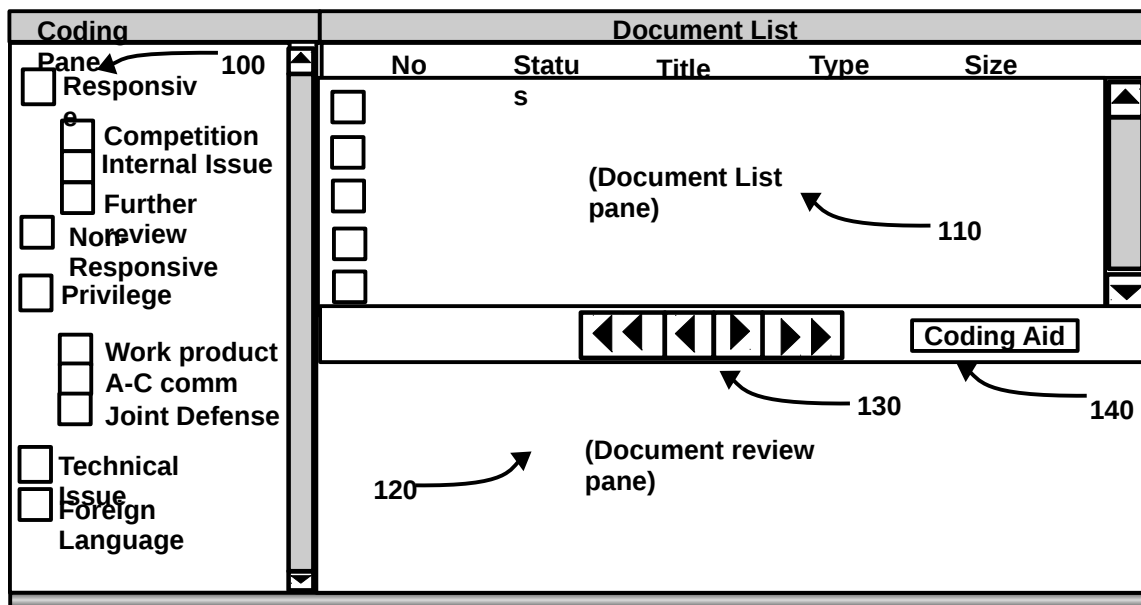 Coding
Pane
100
Responsiv
e
Competition
Internal Issue
Further
review
Non-
Responsive
Privilege
Work product
A-C comm
Joint Defense
Technical
Issue
Foreign
Language
Document List
No Statu Title Type Size
s
(Document List
pane)
110
Coding Aid
130
140
(Document review
pane)
120